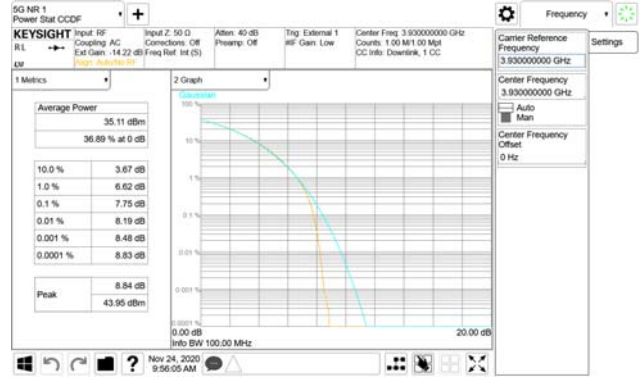 5G NR 1
Power Stat CCDF
Frequency
KEYSIGHT
RL
Input: RF
Coupling: AC
Ext Gain: -14.22 dB
Align: Auto/No RF
Input Z: 50 Ω
Corrections: Off
Freq Ref: Int (S)
Atten: 40 dB
Preamp: Off
Trig: External 1
#IF Gain: Low
Center Freq: 3.930000000 GHz
Counts: 1.00 M/1.00 Mpt
CC Info: Downlink, 1 CC
Carrier Reference
Frequency
3.930000000 GHz
Settings
Center Frequency
3.930000000 GHz
Auto
Man
Center Frequency
Offset
0 Hz
1 Metrics
Average Power
35.11 dBm
36.89 % at 0 dB
10.0 % 3.67 dB
1.0 % 6.62 dB
0.1 % 7.75 dB
0.01 % 8.19 dB
0.001 % 8.48 dB
0.0001 % 8.83 dB
Peak 8.84 dB
43.95 dBm
2 Graph
Gaussian
100 %
10 %
1 %
0.1 %
0.01 %
0.001 %
0.0001 %
0.00 dB 20.00 dB
Info BW 100.00 MHz
?
Nov 24, 2020
9:56:05 AM